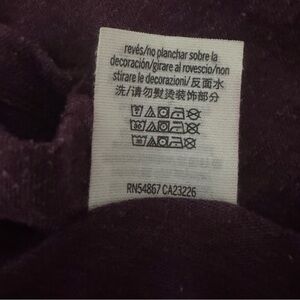 revés/no planchar sobre la
decoración/girare al rovescio/non
stirare le decorazioni/反面水
洗/请勿熨烫装饰部分
RN54867 CA23226